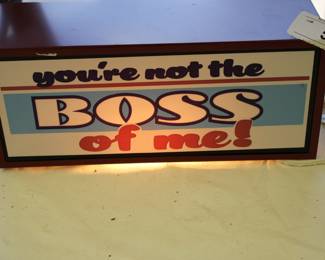 you're not the
BOSS
of me!